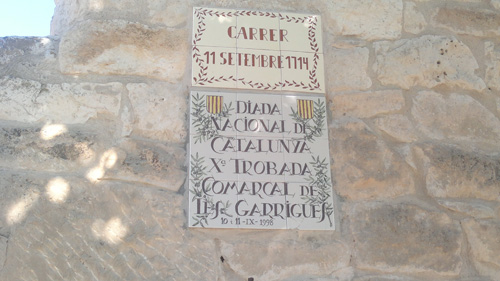 CARRER
11 SETEMBRE 1714
DIADA
NACIONAL DE
CATALUNYA
Xª TROBADA
COMARCAL DE
LES GARRIGUES
10 i 11-IX-1998